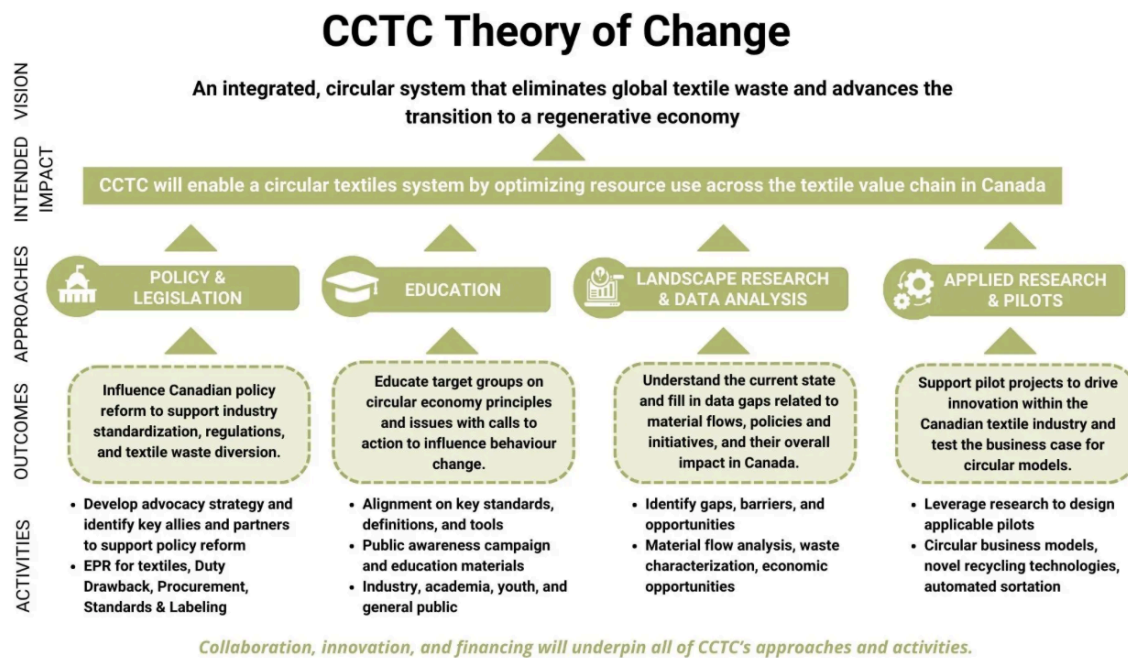 CCTC Theory of Change
VISION
An integrated, circular system that eliminates global textile waste and advances the
transition to a regenerative economy
INTENDED
IMPACT
CCTC will enable a circular textiles system by optimizing resource use across the textile value chain in Canada
APPROACHES
POLICY &
LEGISLATION
EDUCATION
LANDSCAPE RESEARCH
& DATA ANALYSIS
APPLIED RESEARCH
& PILOTS
OUTCOMES
Influence Canadian policy
reform to support industry
standardization, regulations,
and textile waste diversion.
Educate target groups on
circular economy principles
and issues with calls to
action to influence behaviour
change.
Understand the current state
and fill in data gaps related to
material flows, policies and
initiatives, and their overall
impact in Canada.
Support pilot projects to drive
innovation within the
Canadian textile industry and
test the business case for
circular models.
ACTIVITIES
• Develop advocacy strategy and
identify key allies and partners
to support policy reform
• EPR for textiles, Duty
Drawback, Procurement,
Standards & Labeling
• Alignment on key standards,
definitions, and tools
• Public awareness campaign
and education materials
• Industry, academia, youth, and
general public
• Identify gaps, barriers, and
opportunities
• Material flow analysis, waste
characterization, economic
opportunities
• Leverage research to design
applicable pilots
• Circular business models,
novel recycling technologies,
automated sortation
Collaboration, innovation, and financing will underpin all of CCTC's approaches and activities.